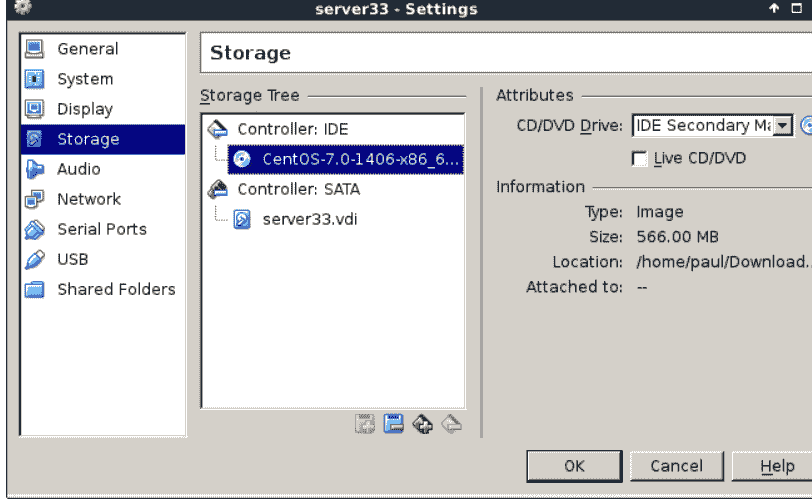 server33 - Settings
General
System
Display
Storage
Audio
Network
Serial Ports
USB
Shared Folders
Storage
Storage Tree
Controller: IDE
CentOS-7.0-1406-x86_6...
Controller: SATA
server33.vdi
Attributes
CD/DVD Drive: IDE Secondary Ma
Live CD/DVD
Information
Type: Image
Size: 566.00 MB
Location: /home/paul/Download..
Attached to: --
OK Cancel Help